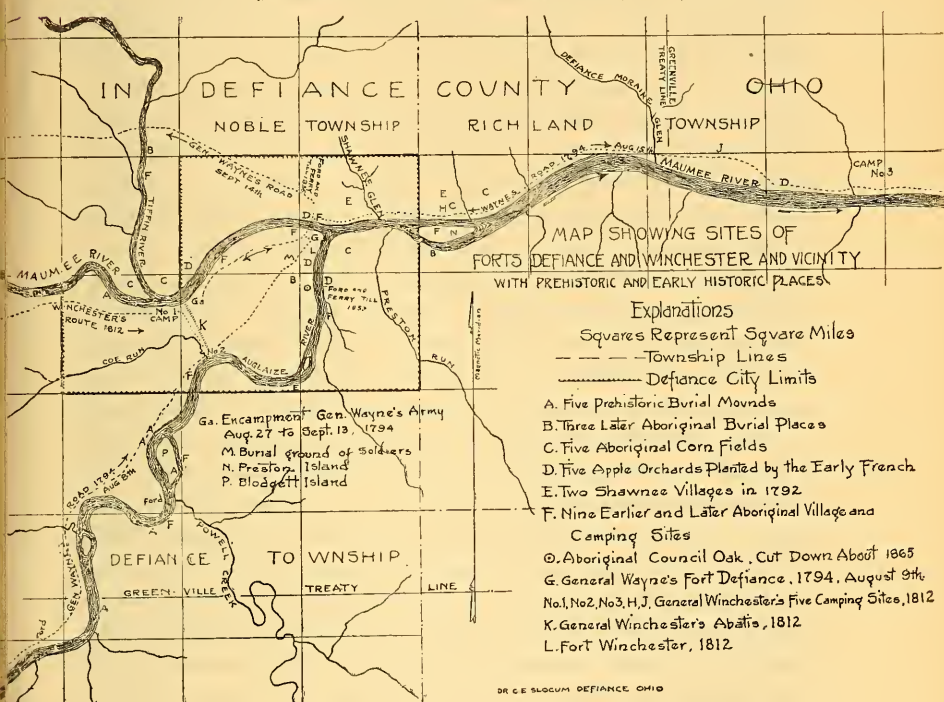 IN DEFIANCE COUNTY OHIO
NOBLE TOWNSHIP RICHLAND TOWNSHIP
DEFIANCE MORAINE
GLEN
GREENVILLE
TREATY LINE
SHAWNEE GLEN
GEN WAYNE'S ROAD
SEPT 14th
FORD AND
FERRY
TIFFIN RIVER
B
F
E
E
C
HC
WAYNE'S ROAD 1794 AUG 15th
J
MAUMEE RIVER
D
CAMP
No 3
D F
F
G
L
D
M
B
O
C
D
F N
B
MAUMEE RIVER
A
C
C
D
F
Ga
WINCHESTER'S
ROUTE 1812
No 1
CAMP
K
No 2
COE RUN
AUGLAIZE RIVER
FORD AND
FERRY TILL
PRESTON RUN
Magnetic Meridian
F
E
MAP SHOWING SITES OF
FORTS DEFIANCE AND WINCHESTER AND VICINITY
WITH PREHISTORIC AND EARLY HISTORIC PLACES
Explanations
Squares Represent Square Miles
Township Lines
Defiance City Limits
A. Five Prehistoric Burial Mounds
B. Three Later Aboriginal Burial Places
C. Five Aboriginal Corn Fields
D. Five Apple Orchards Planted by the Early French
E. Two Shawnee Villages in 1792
F. Nine Earlier and Later Aboriginal Village and
Camping Sites
O. Aboriginal Council Oak, Cut Down About 1865
G. General Wayne's Fort Defiance, 1794, August 9th
No.1, No2, No3, H, J, General Winchester's Five Camping Sites, 1812
K. General Winchester's Abatis, 1812
L. Fort Winchester, 1812
Ga. Encampment Gen. Wayne's Army
Aug. 27 to Sept. 13, 1794
M. Burial ground of Soldiers
N. Preston Island
P. Blodgett Island
A
P
A
F
Ford
F
GEN WAYNE'S ROAD 1794
AUG 8th
A
POWELL CREEK
DEFIANCE TOWNSHIP
GREENVILLE TREATY LINE
DR C.E SLOCUM DEFIANCE OHIO